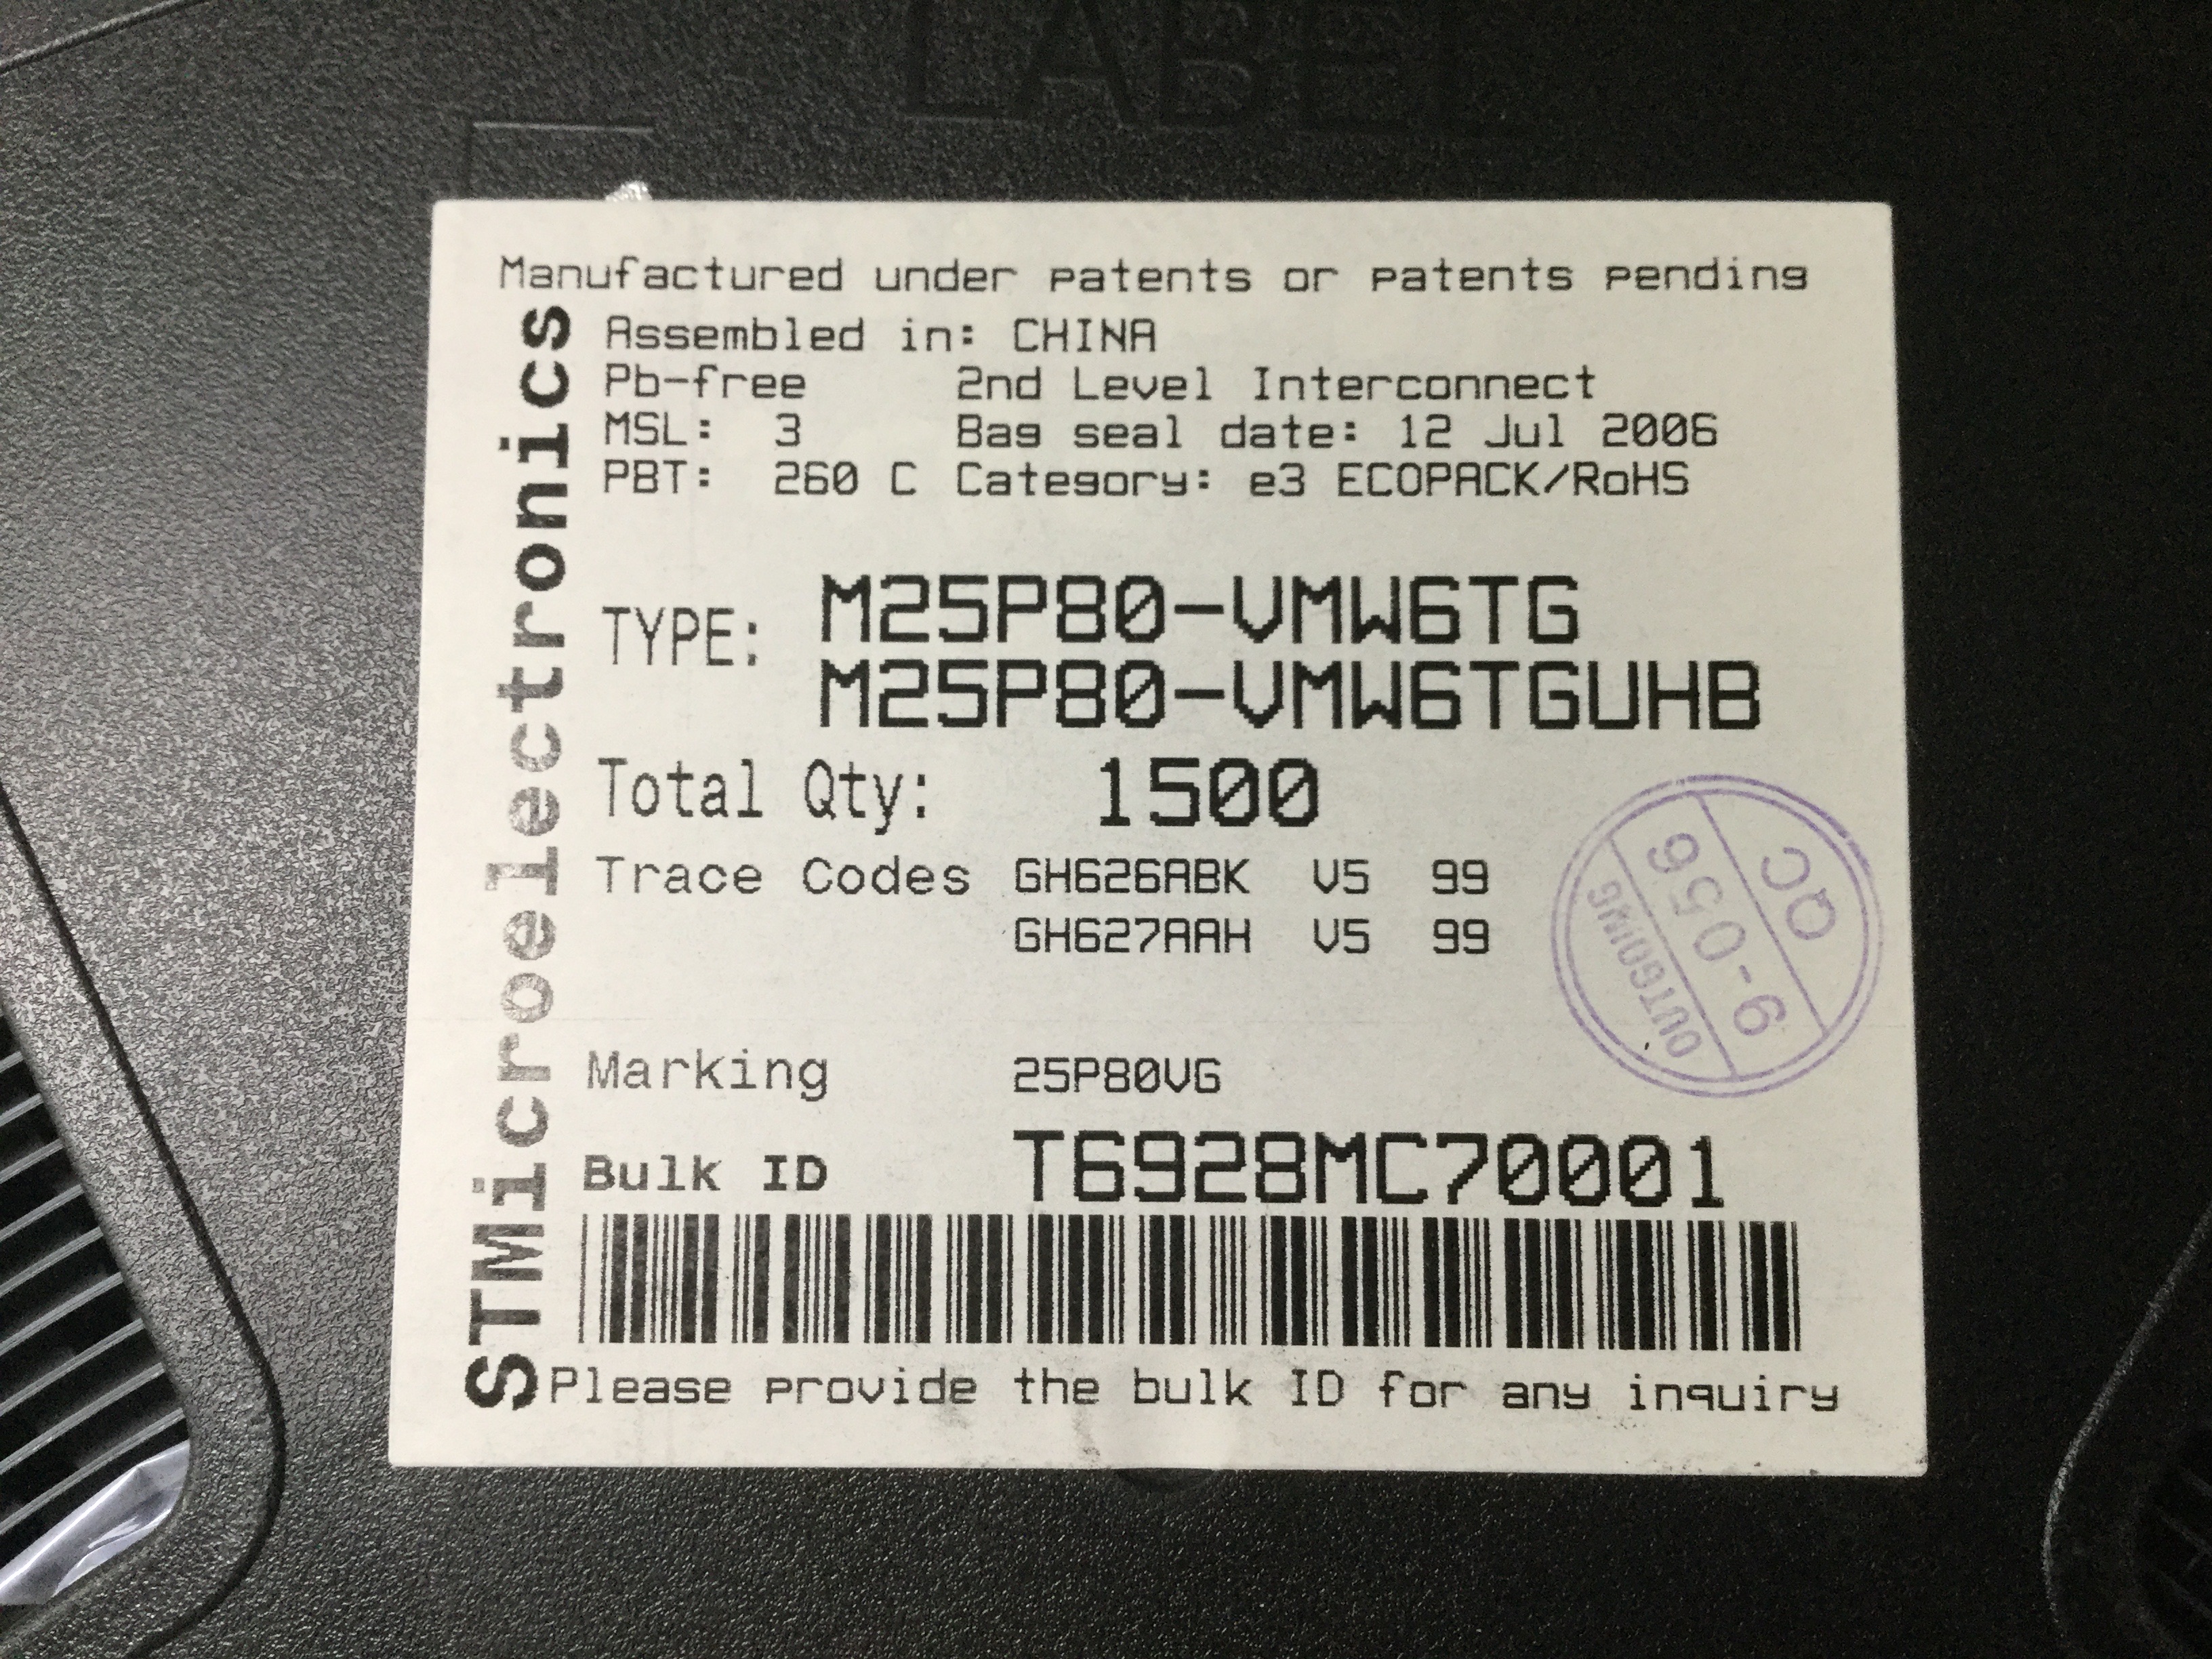 LABEL
Manufactured under patents or patents pending
STMicroelectronics
Assembled in: CHINA
Pb-free 2nd Level Interconnect
MSL: 3 Bag seal date: 12 Jul 2006
PBT: 260 C Category: e3 ECOPACK/RoHS
TYPE: M25P80-VMW6TG
M25P80-VMW6TGUHB
Total Qty: 1500
Trace Codes GH626ABK V5 99
GH627AAH V5 99
QC
9-056
OUTGOING
Marking 25P80VG
Bulk ID T6928MC70001
Please provide the bulk ID for any inquiry